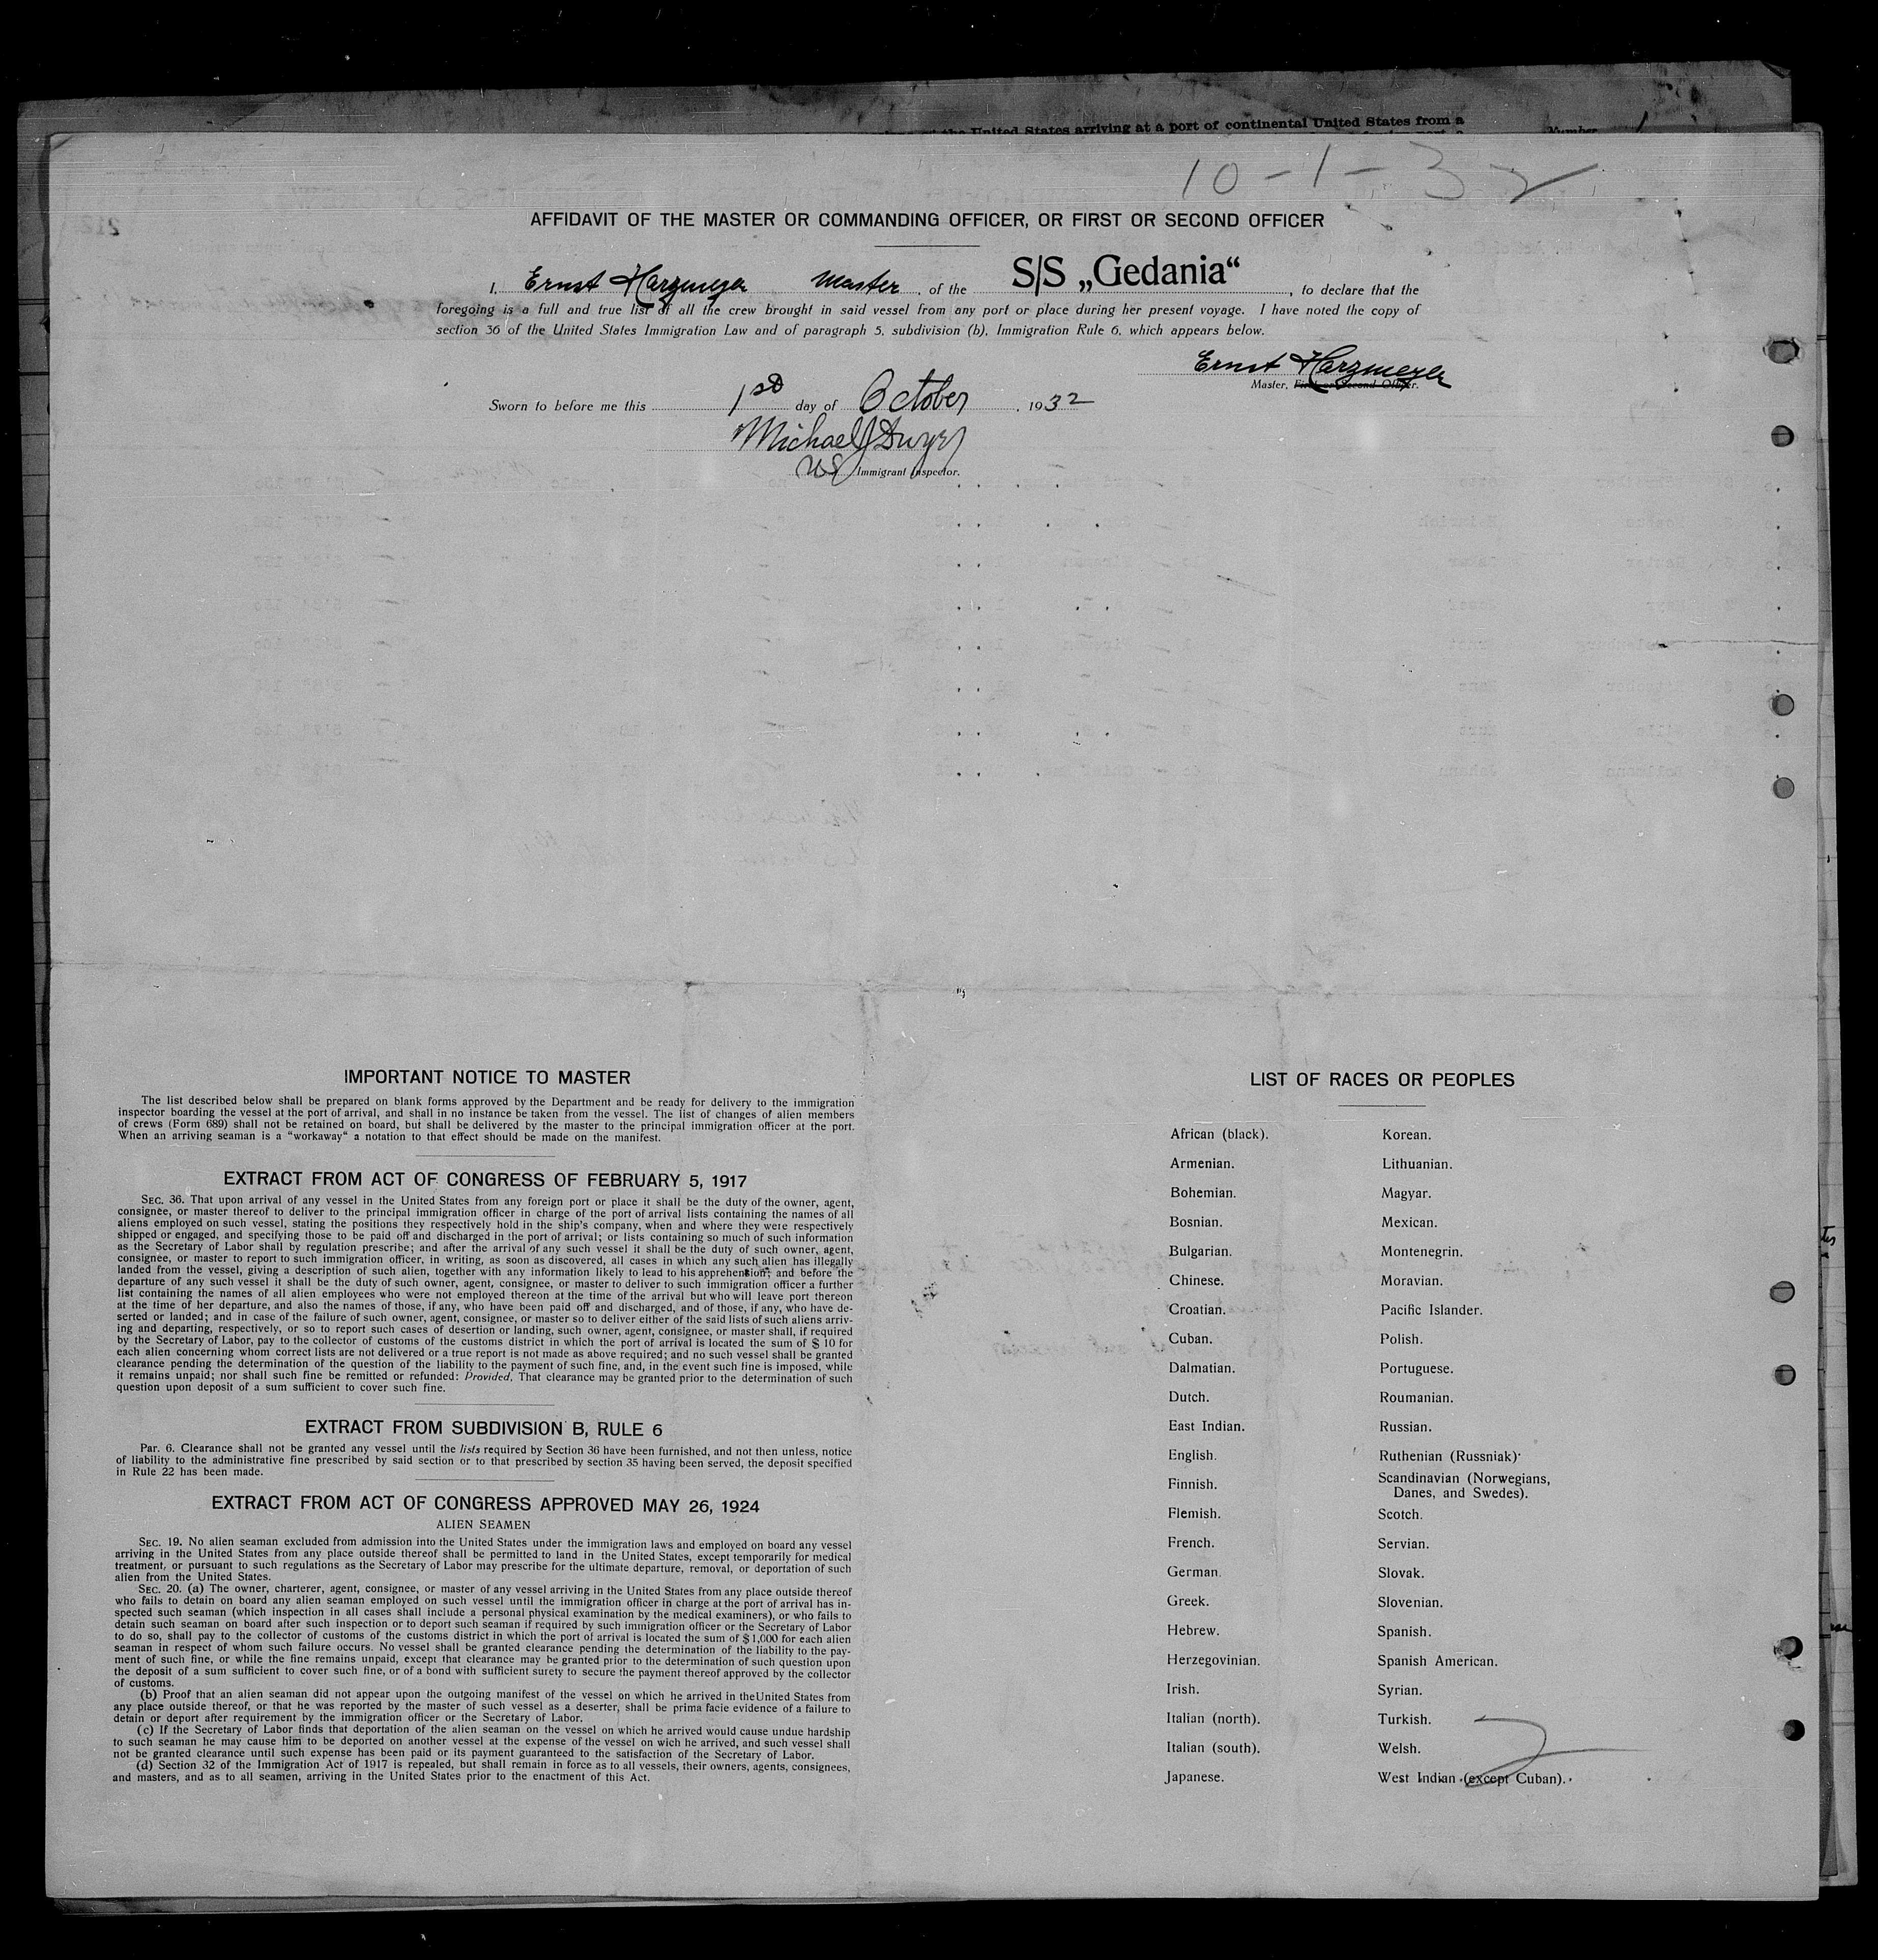 the United States arriving at a port of continental United States from a
Number
10-1-32
AFFIDAVIT OF THE MASTER OR COMMANDING OFFICER, OR FIRST OR SECOND OFFICER
I, Ernst Harzmeyer Master, of the S/S „Gedania“, to declare that the
foregoing is a full and true list of all the crew brought in said vessel from any port or place during her present voyage. I have noted the copy of
section 36 of the United States Immigration Law and of paragraph 5, subdivision (b), Immigration Rule 6, which appears below.
Ernst Harzmeyer
Master, First or Second Officer.
Sworn to before me this 1st day of October, 1932
Michael J Dwyer
US Immigrant Inspector.
IMPORTANT NOTICE TO MASTER
The list described below shall be prepared on blank forms approved by the Department and be ready for delivery to the immigration
inspector boarding the vessel at the port of arrival, and shall in no instance be taken from the vessel. The list of changes of alien members
of crews (Form 689) shall not be retained on board, but shall be delivered by the master to the principal immigration officer at the port.
When an arriving seaman is a “workaway“ a notation to that effect should be made on the manifest.
EXTRACT FROM ACT OF CONGRESS OF FEBRUARY 5, 1917
SEC. 36. That upon arrival of any vessel in the United States from any foreign port or place it shall be the duty of the owner, agent,
consignee, or master thereof to deliver to the principal immigration officer in charge of the port of arrival lists containing the names of all
aliens employed on such vessel, stating the positions they respectively hold in the ship's company, when and where they were respectively
shipped or engaged, and specifying those to be paid off and discharged in the port of arrival; or lists containing so much of such information
as the Secretary of Labor shall by regulation prescribe; and after the arrival of any such vessel it shall be the duty of such owner, agent,
consignee, or master to report to such immigration officer, in writing, as soon as discovered, all cases in which any such alien has illegally
landed from the vessel, giving a description of such alien, together with any information likely to lead to his apprehension; and before the
departure of any such vessel it shall be the duty of such owner, agent, consignee, or master to deliver to such immigration officer a further
list containing the names of all alien employees who were not employed thereon at the time of the arrival but who will leave port thereon
at the time of her departure, and also the names of those, if any, who have been paid off and discharged, and of those, if any, who have de-
serted or landed; and in case of the failure of such owner, agent, consignee, or master so to deliver either of the said lists of such aliens arriv-
ing and departing, respectively, or so to report such cases of desertion or landing, such owner, agent, consignee, or master shall, if required
by the Secretary of Labor, pay to the collector of customs of the customs district in which the port of arrival is located the sum of $ 10 for
each alien concerning whom correct lists are not delivered or a true report is not made as above required; and no such vessel shall be granted
clearance pending the determination of the question of the liability to the payment of such fine, and, in the event such fine is imposed, while
it remains unpaid; nor shall such fine be remitted or refunded: Provided, That clearance may be granted prior to the determination of such
question upon deposit of a sum sufficient to cover such fine.
EXTRACT FROM SUBDIVISION B, RULE 6
Par. 6. Clearance shall not be granted any vessel until the lists required by Section 36 have been furnished, and not then unless, notice
of liability to the administrative fine prescribed by said section or to that prescribed by section 35 having been served, the deposit specified
in Rule 22 has been made.
EXTRACT FROM ACT OF CONGRESS APPROVED MAY 26, 1924
ALIEN SEAMEN
SEC. 19. No alien seaman excluded from admission into the United States under the immigration laws and employed on board any vessel
arriving in the United States from any place outside thereof shall be permitted to land in the United States, except temporarily for medical
treatment, or pursuant to such regulations as the Secretary of Labor may prescribe for the ultimate departure, removal, or deportation of such
alien from the United States.
SEC. 20. (a) The owner, charterer, agent, consignee, or master of any vessel arriving in the United States from any place outside thereof
who fails to detain on board any alien seaman employed on such vessel until the immigration officer in charge at the port of arrival has in-
spected such seaman (which inspection in all cases shall include a personal physical examination by the medical examiners), or who fails to
detain such seaman on board after such inspection or to deport such seaman if required by such immigration officer or the Secretary of Labor
to do so, shall pay to the collector of customs of the customs district in which the port of arrival is located the sum of $ 1,000 for each alien
seaman in respect of whom such failure occurs. No vessel shall be granted clearance pending the determination of the liability to the pay-
ment of such fine, or while the fine remains unpaid, except that clearance may be granted prior to the determination of such question upon
the deposit of a sum sufficient to cover such fine, or of a bond with sufficient surety to secure the payment thereof approved by the collector
of customs.
(b) Proof that an alien seaman did not appear upon the outgoing manifest of the vessel on which he arrived in theUnited States from
any place outside thereof, or that he was reported by the master of such vessel as a deserter, shall be prima facie evidence of a failure to
detain or deport after requirement by the immigration officer or the Secretary of Labor.
(c) If the Secretary of Labor finds that deportation of the alien seaman on the vessel on which he arrived would cause undue hardship
to such seaman he may cause him to be deported on another vessel at the expense of the vessel on wich he arrived, and such vessel shall
not be granted clearance until such expense has been paid or its payment guaranteed to the satisfaction of the Secretary of Labor.
(d) Section 32 of the Immigration Act of 1917 is repealed, but shall remain in force as to all vessels, their owners, agents, consignees,
and masters, and as to all seamen, arriving in the United States prior to the enactment of this Act.
LIST OF RACES OR PEOPLES
African (black).
Armenian.
Bohemian.
Bosnian.
Bulgarian.
Chinese.
Croatian.
Cuban.
Dalmatian.
Dutch.
East Indian.
English.
Finnish.
Flemish.
French.
German.
Greek.
Hebrew.
Herzegovinian.
Irish.
Italian (north).
Italian (south).
Japanese.
Korean.
Lithuanian.
Magyar.
Mexican.
Montenegrin.
Moravian.
Pacific Islander.
Polish.
Portuguese.
Roumanian.
Russian.
Ruthenian (Russniak).
Scandinavian (Norwegians,
Danes, and Swedes).
Scotch.
Servian.
Slovak.
Slovenian.
Spanish.
Spanish American.
Syrian.
Turkish.
Welsh.
West Indian (except Cuban).
2